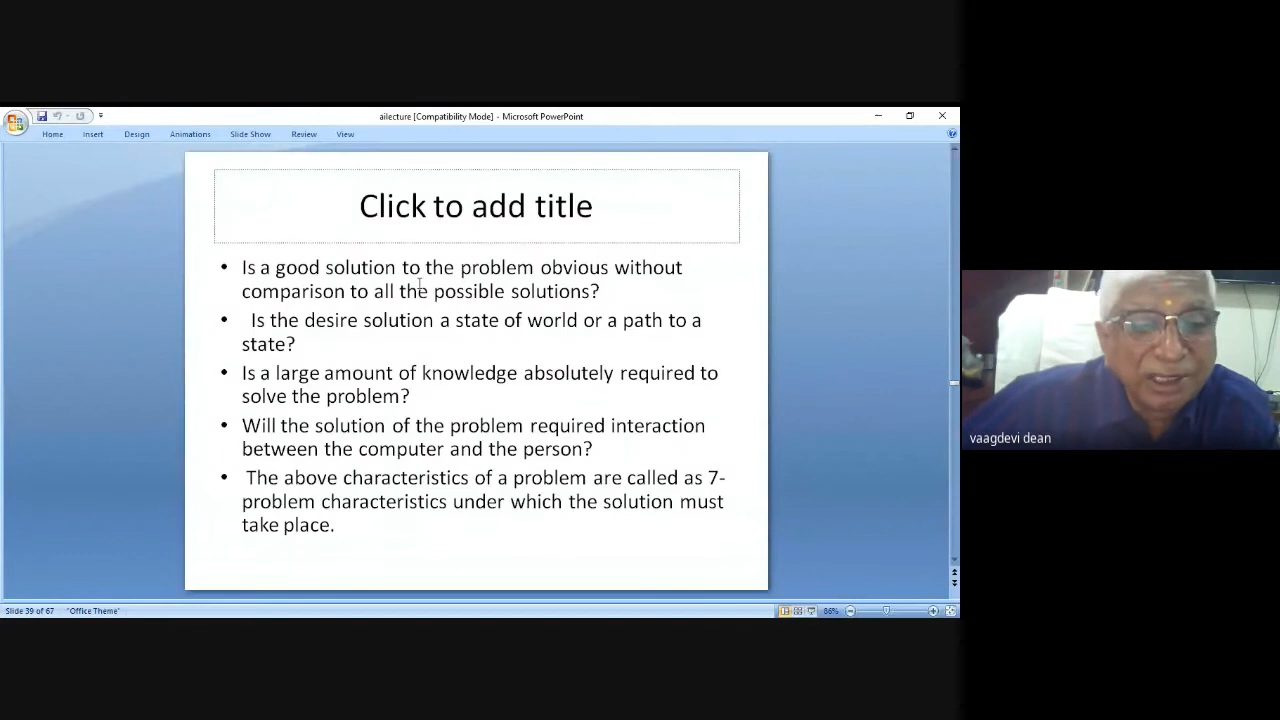 ailecture [Compatibility Mode] - Microsoft PowerPoint
Home Insert Design Animations Slide Show Review View
Click to add title
• Is a good solution to the problem obvious without
comparison to all the possible solutions?
• Is the desire solution a state of world or a path to a
state?
• Is a large amount of knowledge absolutely required to
solve the problem?
• Will the solution of the problem required interaction
between the computer and the person?
• The above characteristics of a problem are called as 7-
problem characteristics under which the solution must
take place.
vaagdevi dean
Slide 39 of 67 "Office Theme" 86%